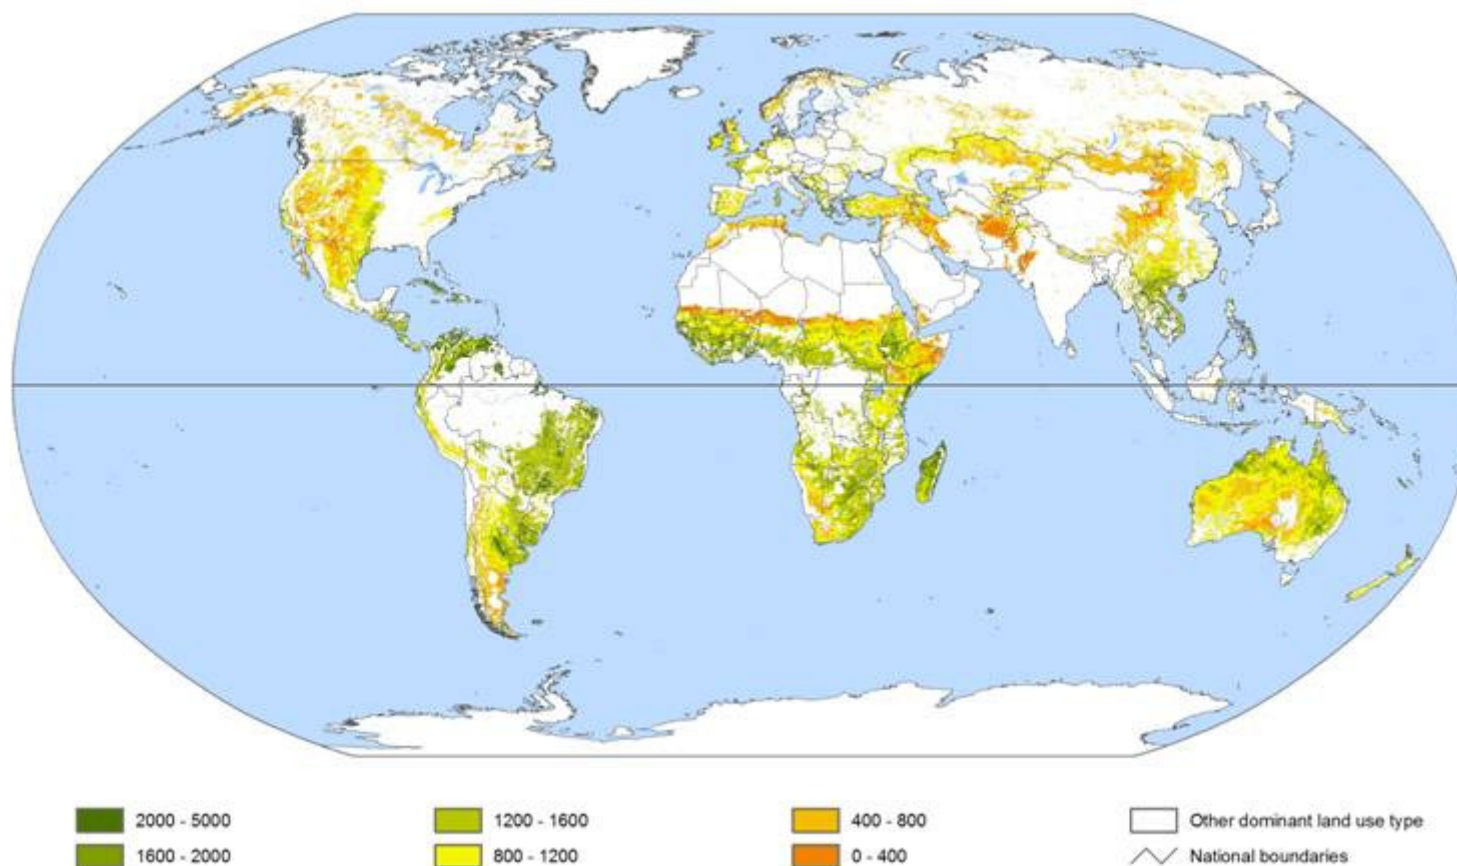 2000 - 5000
1200 - 1600
400 - 800
Other dominant land use type
1600 - 2000
800 - 1200
0 - 400
National boundaries